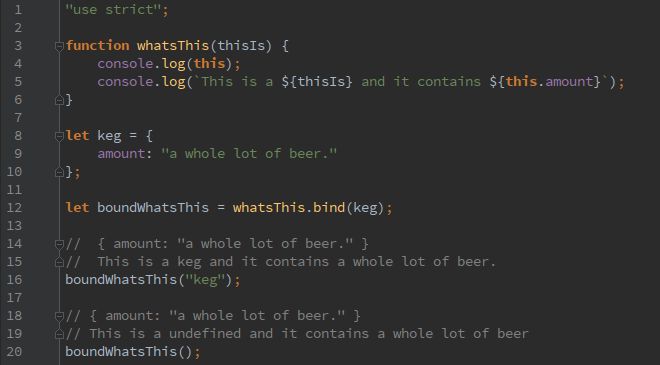 1 "use strict";
2
3 function whatsThis(thisIs) {
4     console.log(this);
5     console.log(`This is a ${thisIs} and it contains ${this.amount}`);
6 }
7
8 let keg = {
9     amount: "a whole lot of beer."
10 };
11
12 let boundWhatsThis = whatsThis.bind(keg);
13
14 //  { amount: "a whole lot of beer." }
15 //  This is a keg and it contains a whole lot of beer.
16 boundWhatsThis("keg");
17
18 // { amount: "a whole lot of beer." }
19 // This is a undefined and it contains a whole lot of beer
20 boundWhatsThis();